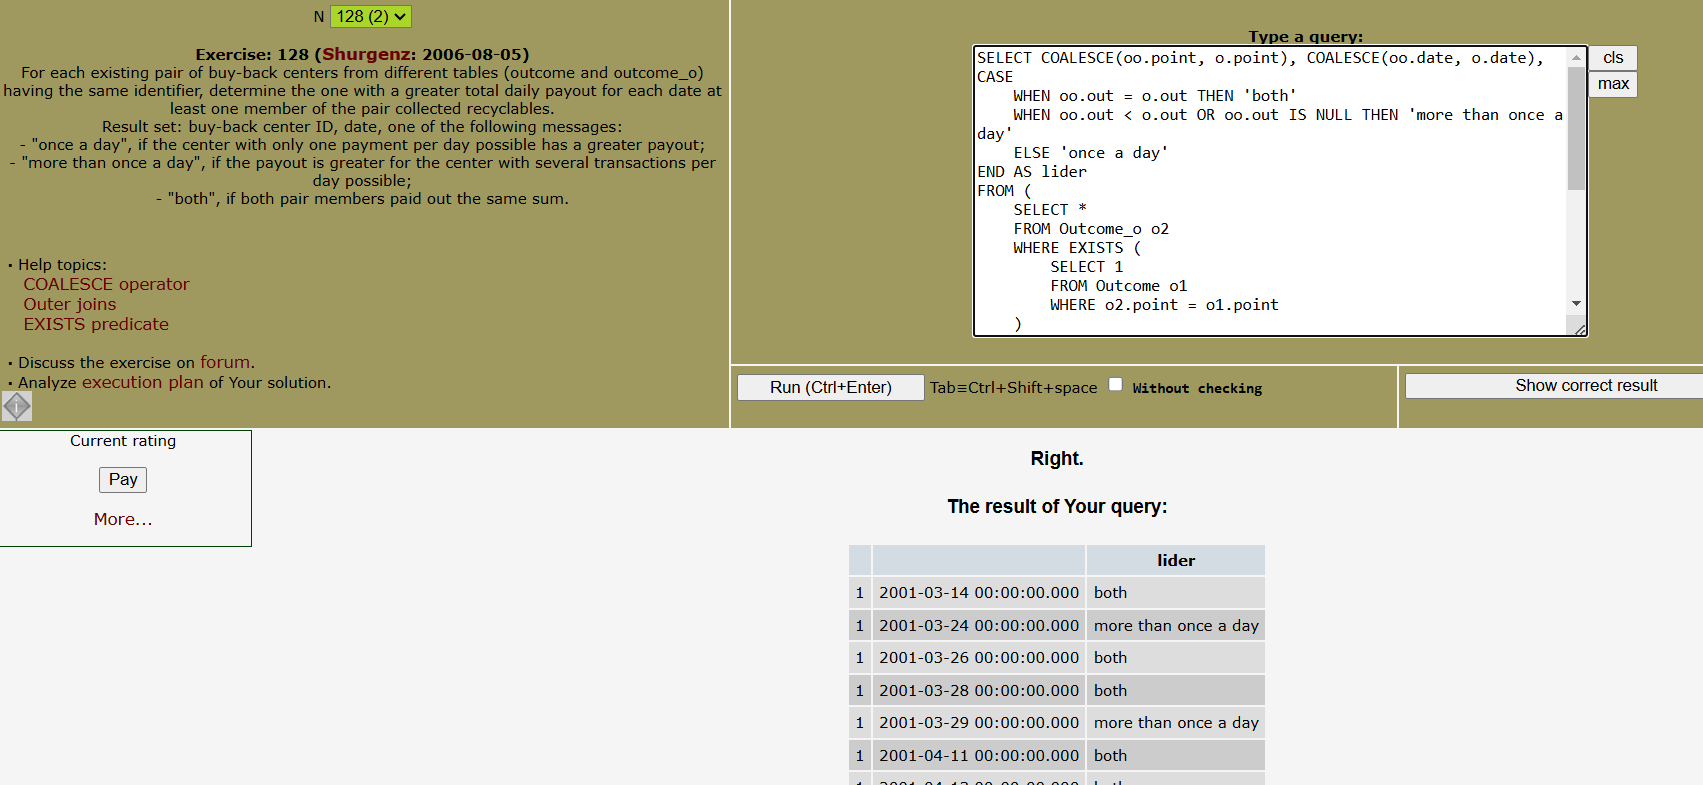 N 128 (2)
Exercise: 128 (Shurgenz: 2006-08-05)
For each existing pair of buy-back centers from different tables (outcome and outcome_o)
having the same identifier, determine the one with a greater total daily payout for each date at
least one member of the pair collected recyclables.
Result set: buy-back center ID, date, one of the following messages:
- "once a day", if the center with only one payment per day possible has a greater payout;
- "more than once a day", if the payout is greater for the center with several transactions per
day possible;
- "both", if both pair members paid out the same sum.
· Help topics:
COALESCE operator
Outer joins
EXISTS predicate
· Discuss the exercise on forum.
· Analyze execution plan of Your solution.
Type a query:
SELECT COALESCE(oo.point, o.point), COALESCE(oo.date, o.date),
CASE
WHEN oo.out = o.out THEN 'both'
WHEN oo.out < o.out OR oo.out IS NULL THEN 'more than once a
day'
ELSE 'once a day'
END AS lider
FROM (
SELECT *
FROM Outcome_o o2
WHERE EXISTS (
SELECT 1
FROM Outcome o1
WHERE o2.point = o1.point
)
cls
max
Run (Ctrl+Enter) Tab≡Ctrl+Shift+space Without checking
Show correct result
Current rating
Pay
More...
Right.
The result of Your query:
lider
1 2001-03-14 00:00:00.000 both
1 2001-03-24 00:00:00.000 more than once a day
1 2001-03-26 00:00:00.000 both
1 2001-03-28 00:00:00.000 both
1 2001-03-29 00:00:00.000 more than once a day
1 2001-04-11 00:00:00.000 both